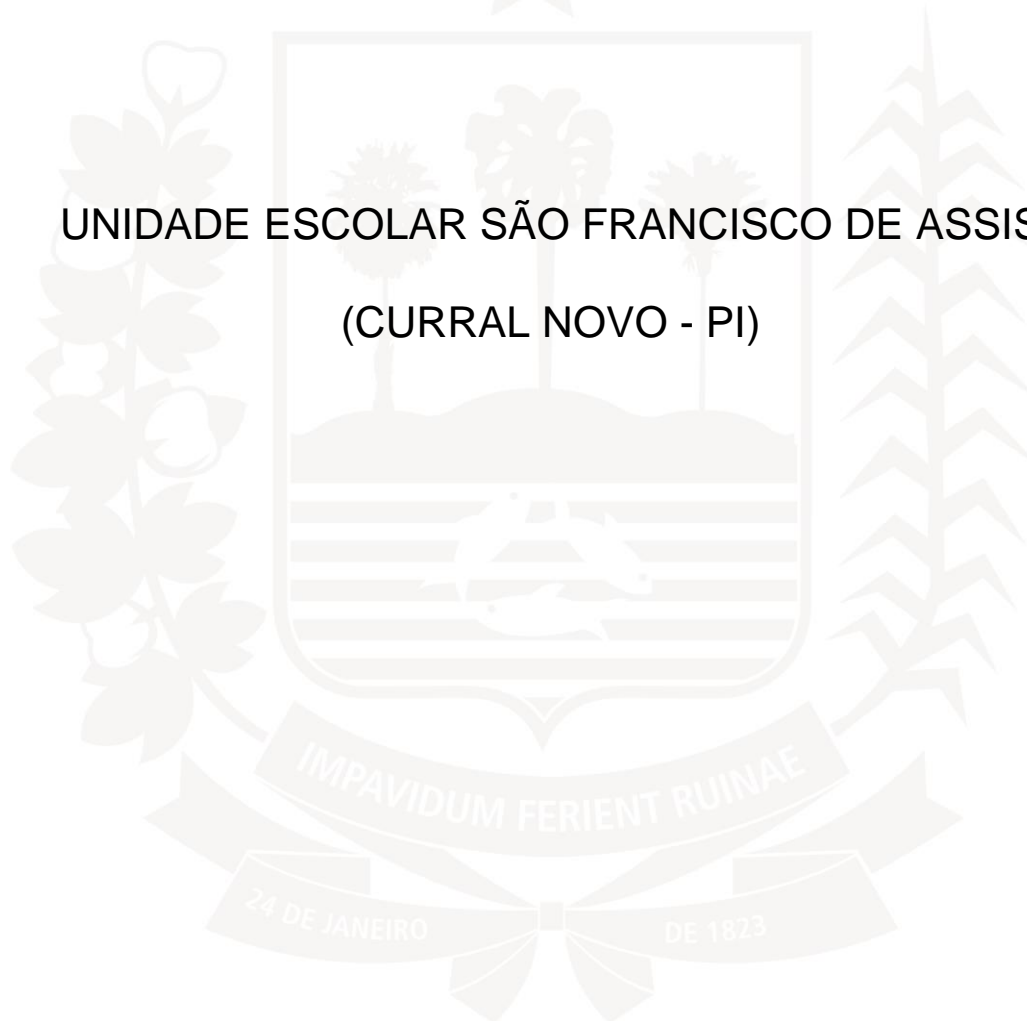 UNIDADE ESCOLAR SÃO FRANCISCO DE ASSIS
(CURRAL NOVO - PI)
IMPAVIDUM FERIENT RUINAE
24 DE JANEIRO DE 1823